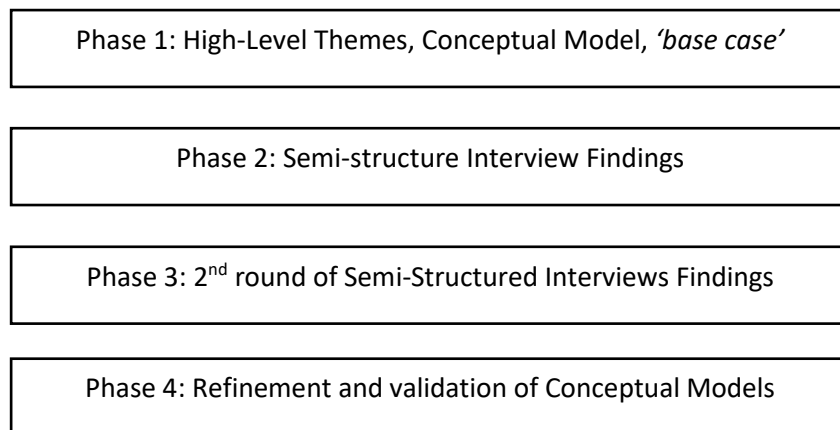 Phase 1: High-Level Themes, Conceptual Model, ‘base case’
Phase 2: Semi-structure Interview Findings
Phase 3: 2nd round of Semi-Structured Interviews Findings
Phase 4: Refinement and validation of Conceptual Models